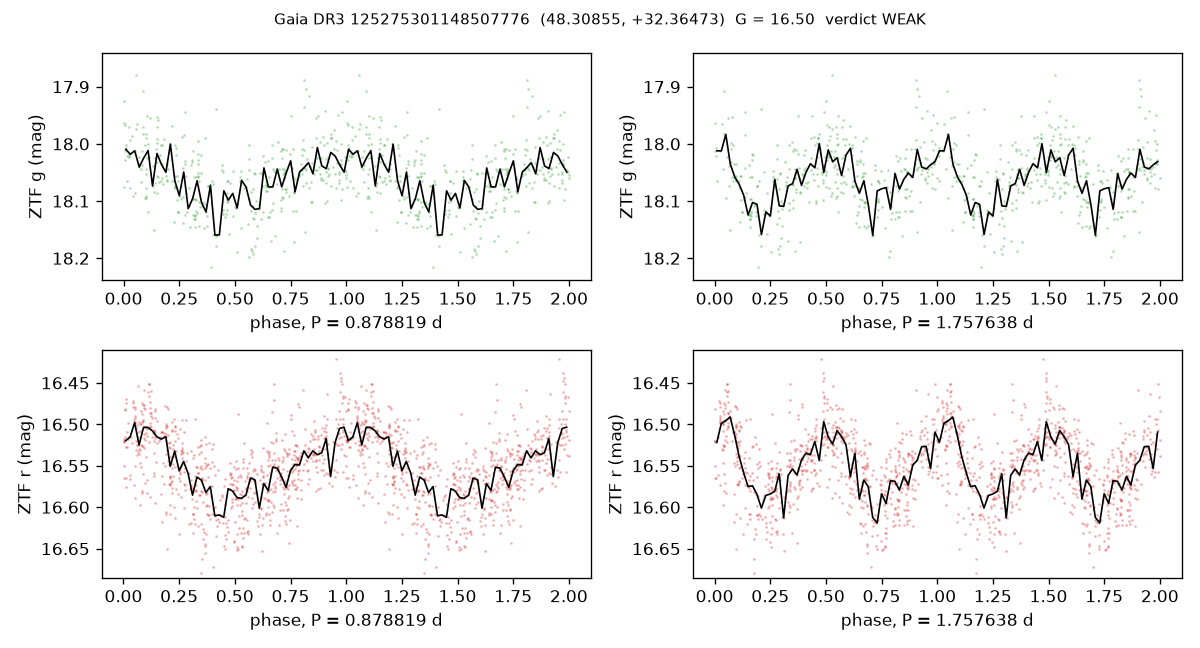 Gaia DR3 125275301148507776 (48.30855, +32.36473) G = 16.50 verdict WEAK
ZTF g (mag)
17.9
18.0
18.1
18.2
0.00 0.25 0.50 0.75 1.00 1.25 1.50 1.75 2.00
phase, P = 0.878819 d
ZTF g (mag)
17.9
18.0
18.1
18.2
0.00 0.25 0.50 0.75 1.00 1.25 1.50 1.75 2.00
phase, P = 1.757638 d
ZTF r (mag)
16.45
16.50
16.55
16.60
16.65
0.00 0.25 0.50 0.75 1.00 1.25 1.50 1.75 2.00
phase, P = 0.878819 d
ZTF r (mag)
16.45
16.50
16.55
16.60
16.65
0.00 0.25 0.50 0.75 1.00 1.25 1.50 1.75 2.00
phase, P = 1.757638 d